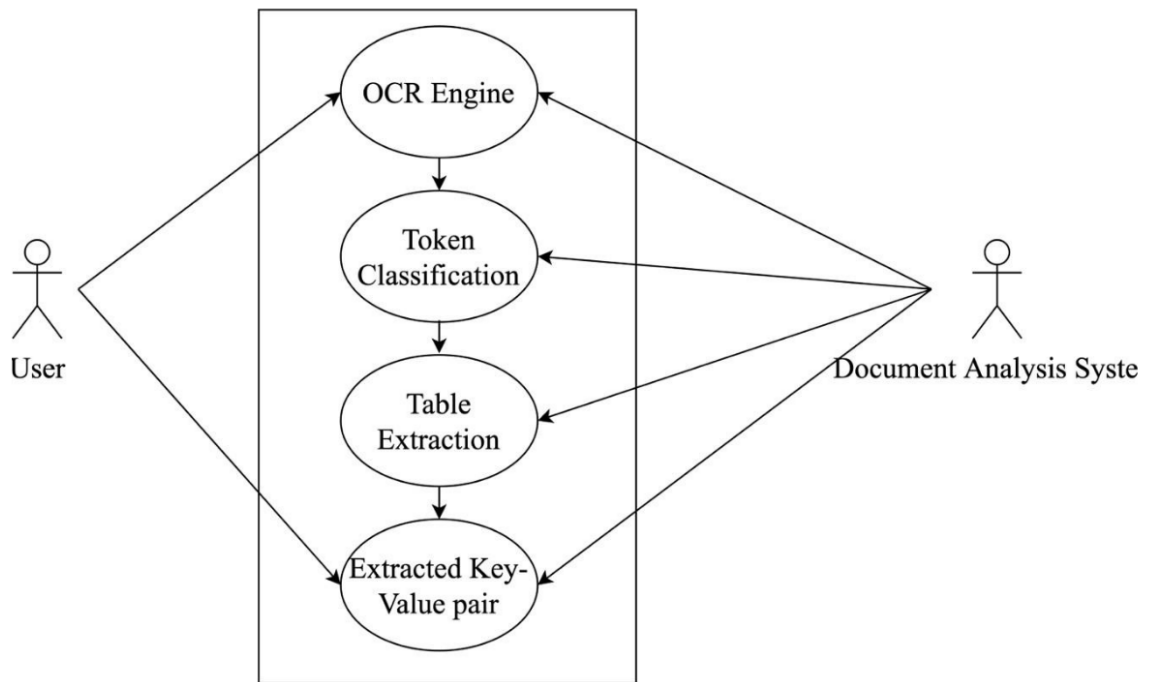 OCR Engine
Token
Classification
User
Document Analysis Syste
Table
Extraction
Extracted Key-
Value pair